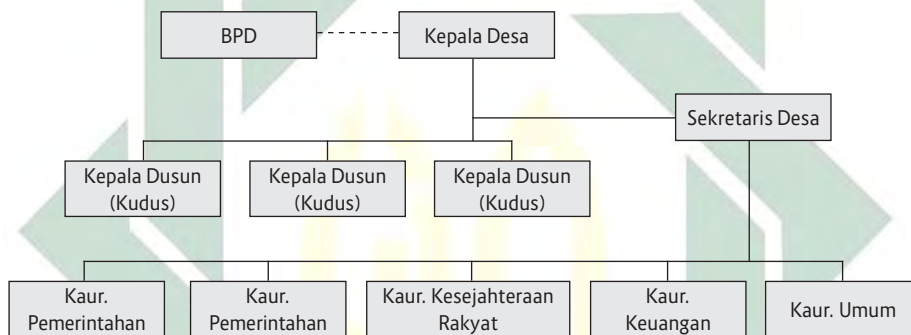 BPD
Kepala Desa
Sekretaris Desa
Kepala Dusun
(Kudus)
Kepala Dusun
(Kudus)
Kepala Dusun
(Kudus)
Kaur.
Pemerintahan
Kaur.
Pemerintahan
Kaur. Kesejahteraan
Rakyat
Kaur.
Keuangan
Kaur. Umum